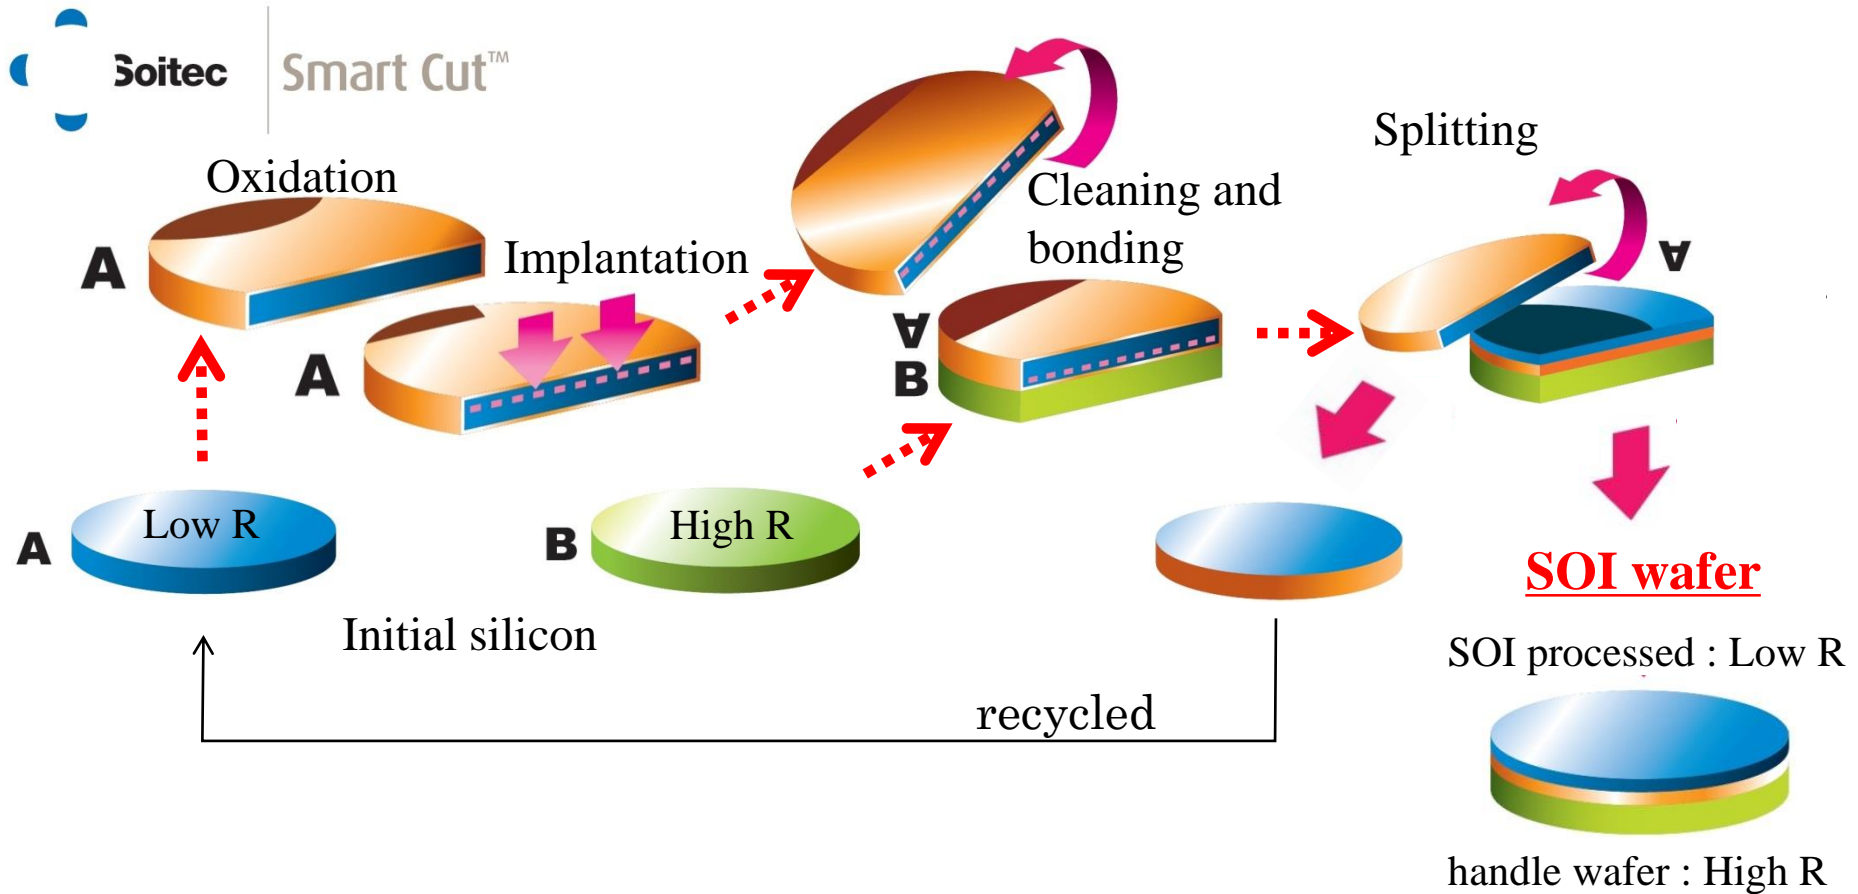 Soitec
Smart Cut™
Oxidation
A
Implantation
A
Cleaning and
bonding
A
B
Splitting
A
A
Low R
B
High R
Initial silicon
recycled
SOI wafer
SOI processed : Low R
handle wafer : High R